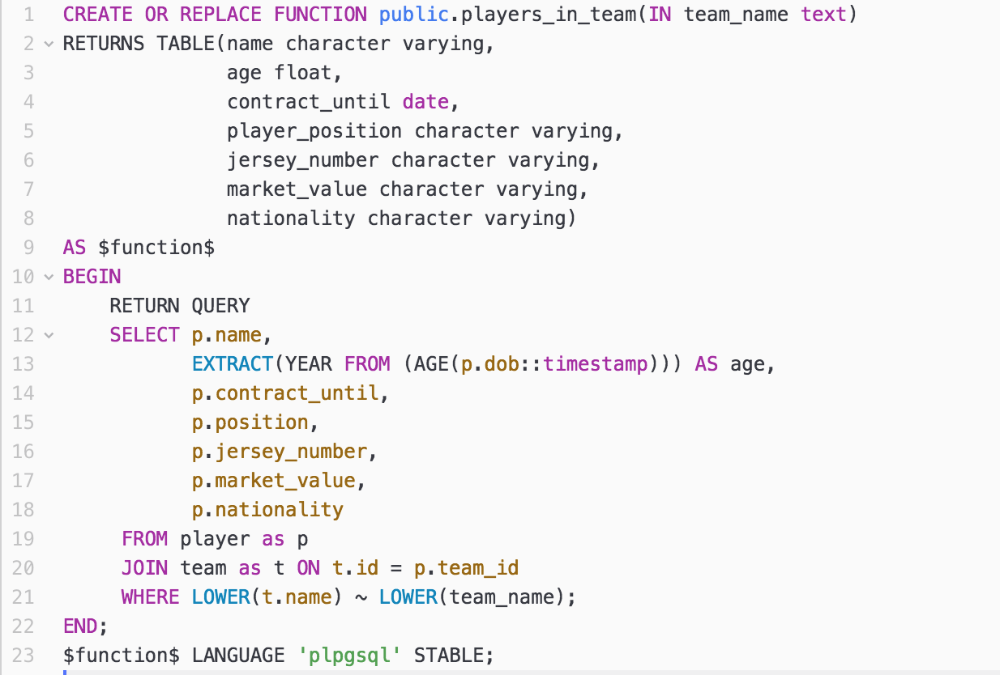 1 CREATE OR REPLACE FUNCTION public.players_in_team(IN team_name text)
2 RETURNS TABLE(name character varying,
3 age float,
4 contract_until date,
5 player_position character varying,
6 jersey_number character varying,
7 market_value character varying,
8 nationality character varying)
9 AS $function$
10 BEGIN
11 RETURN QUERY
12 SELECT p.name,
13 EXTRACT(YEAR FROM (AGE(p.dob::timestamp))) AS age,
14 p.contract_until,
15 p.position,
16 p.jersey_number,
17 p.market_value,
18 p.nationality
19 FROM player as p
20 JOIN team as t ON t.id = p.team_id
21 WHERE LOWER(t.name) ~ LOWER(team_name);
22 END;
23 $function$ LANGUAGE 'plpgsql' STABLE;